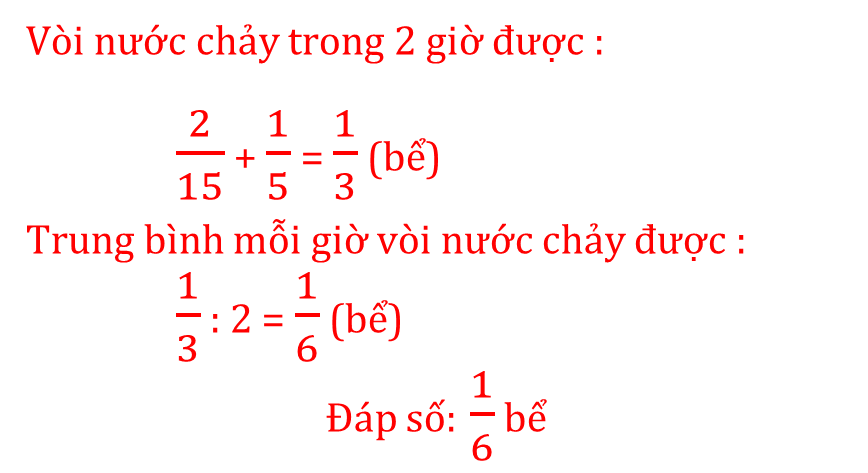 Vòi nước chảy trong 2 giờ được :
2/15 + 1/5 = 1/3 (bể)
Trung bình mỗi giờ vòi nước chảy được :
1/3 : 2 = 1/6 (bể)
Đáp số: 1/6 bể